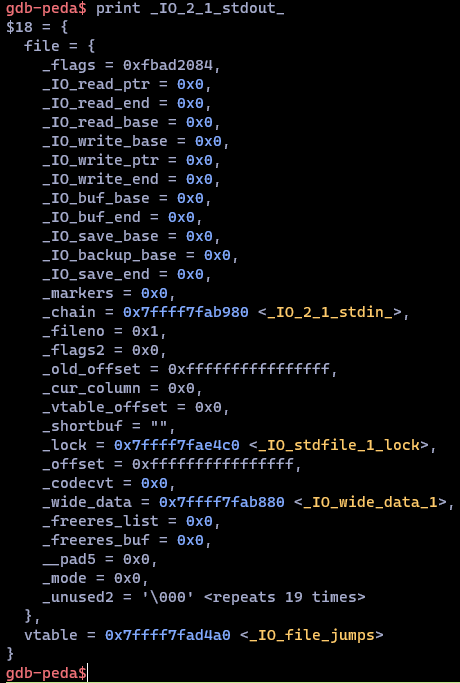 gdb-peda$ print _IO_2_1_stdout_
$18 = {
  file = {
    _flags = 0xfbad2084,
    _IO_read_ptr = 0x0,
    _IO_read_end = 0x0,
    _IO_read_base = 0x0,
    _IO_write_base = 0x0,
    _IO_write_ptr = 0x0,
    _IO_write_end = 0x0,
    _IO_buf_base = 0x0,
    _IO_buf_end = 0x0,
    _IO_save_base = 0x0,
    _IO_backup_base = 0x0,
    _IO_save_end = 0x0,
    _markers = 0x0,
    _chain = 0x7ffff7fab980 <_IO_2_1_stdin_>,
    _fileno = 0x1,
    _flags2 = 0x0,
    _old_offset = 0xffffffffffffffff,
    _cur_column = 0x0,
    _vtable_offset = 0x0,
    _shortbuf = "",
    _lock = 0x7ffff7fae4c0 <_IO_stdfile_1_lock>,
    _offset = 0xffffffffffffffff,
    _codecvt = 0x0,
    _wide_data = 0x7ffff7fab880 <_IO_wide_data_1>,
    _freeres_list = 0x0,
    _freeres_buf = 0x0,
    __pad5 = 0x0,
    _mode = 0x0,
    _unused2 = '\000' <repeats 19 times>
  },
  vtable = 0x7ffff7fad4a0 <_IO_file_jumps>
}
gdb-peda$